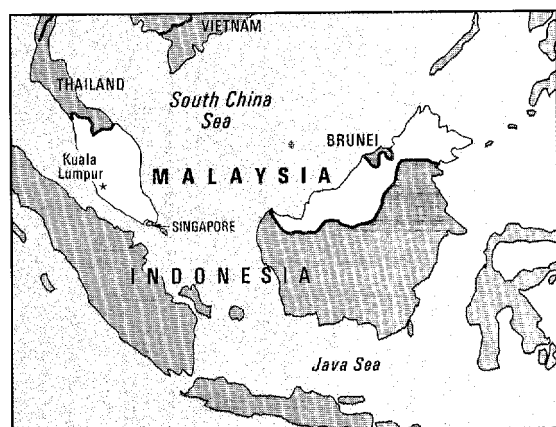 VIETNAM
THAILAND
South China
Sea
BRUNEI
Kuala
Lumpur
MALAYSIA
SINGAPORE
INDONESIA
Java Sea